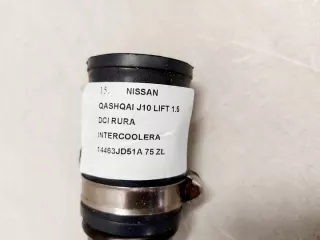 15. NISSAN
QASHQAI J10 LIFT 1.5
DCI RURA
INTERCOOLERA
14463JD51A 75 ZL